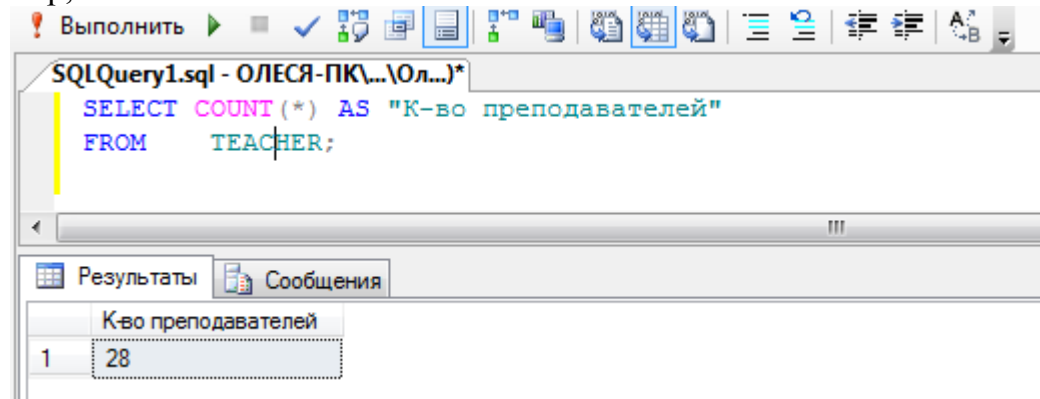 Выполнить
SQLQuery1.sql - ОЛЕСЯ-ПК\...\Ол...)*
SELECT COUNT(*) AS "К-во преподавателей"
FROM TEACHER;
Результаты
Сообщения
К-во преподавателей
1 28